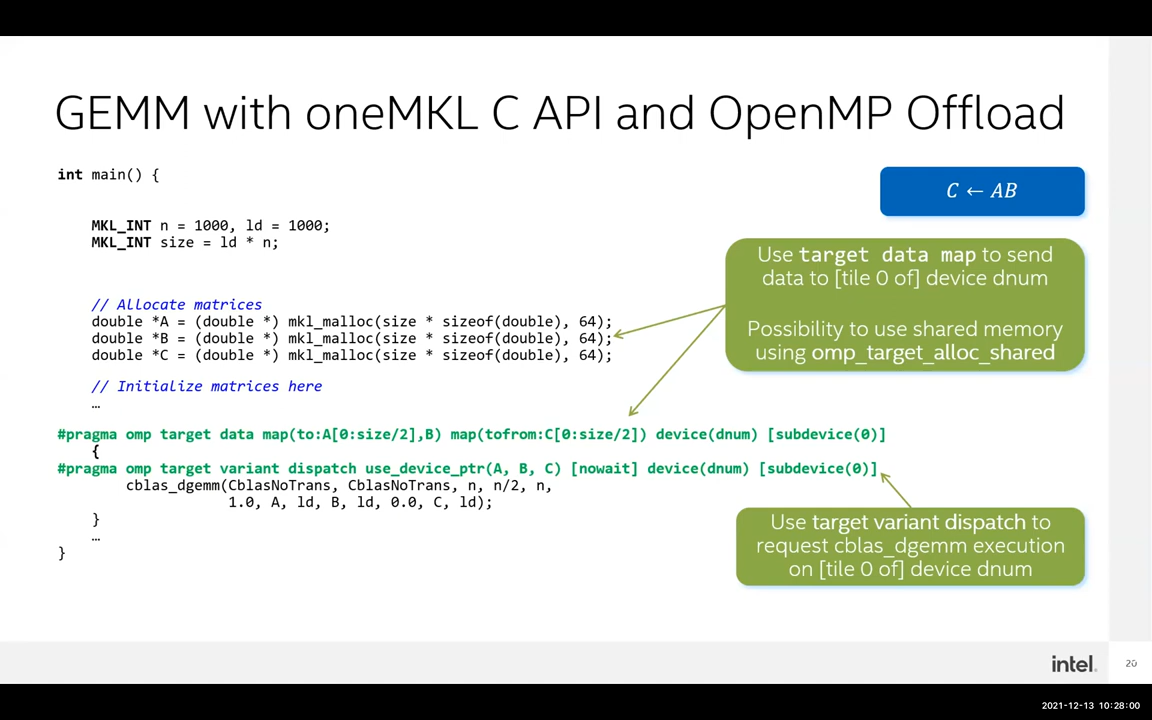 GEMM with oneMKL C API and OpenMP Offload
int main() {
C ← AB
MKL_INT n = 1000, ld = 1000;
MKL_INT size = ld * n;
Use target data map to send
data to [tile 0 of] device dnum
Possibility to use shared memory
using omp_target_alloc_shared
// Allocate matrices
double *A = (double *) mkl_malloc(size * sizeof(double), 64);
double *B = (double *) mkl_malloc(size * sizeof(double), 64);
double *C = (double *) mkl_malloc(size * sizeof(double), 64);
// Initialize matrices here
…
#pragma omp target data map(to:A[0:size/2],B) map(tofrom:C[0:size/2]) device(dnum) [subdevice(0)]
{
#pragma omp target variant dispatch use_device_ptr(A, B, C) [nowait] device(dnum) [subdevice(0)]
cblas_dgemm(CblasNoTrans, CblasNoTrans, n, n/2, n,
1.0, A, ld, B, ld, 0.0, C, ld);
}
…
}
Use target variant dispatch to
request cblas_dgemm execution
on [tile 0 of] device dnum
intel.
20
2021-12-13 10:28:00